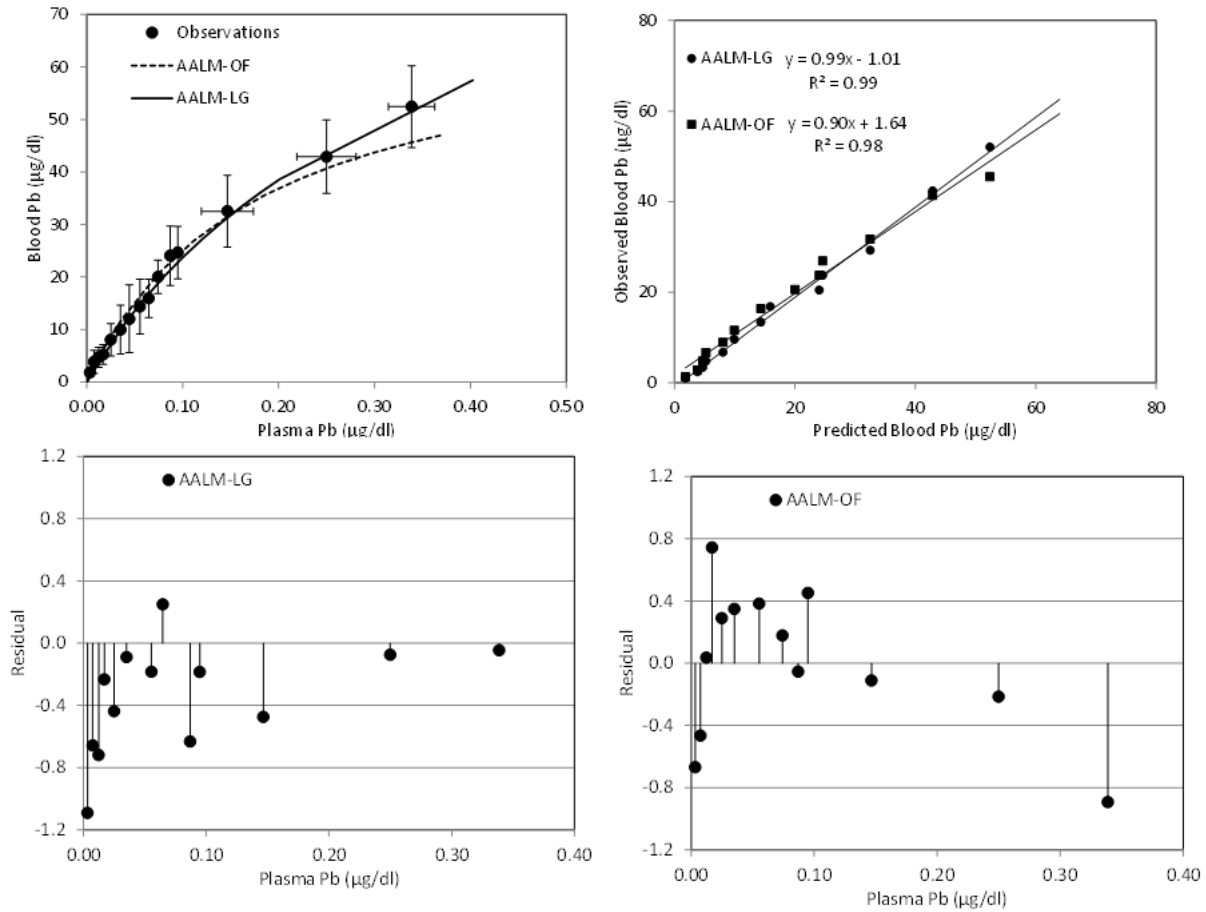 70
60
50
40
30
20
10
0
Blood Pb (µg/dl)
Observations
AALM-OF
AALM-LG
0.00 0.10 0.20 0.30 0.40 0.50
Plasma Pb (µg/dl)
80
60
40
20
0
Observed Blood Pb (µg/dl)
AALM-LG y = 0.99x - 1.01
R² = 0.99
AALM-OF y = 0.90x + 1.64
R² = 0.98
0 20 40 60 80
Predicted Blood Pb (µg/dl)
1.2
0.8
0.4
0.0
-0.4
-0.8
-1.2
Residual
AALM-LG
0.00 0.10 0.20 0.30 0.40
Plasma Pb (µg/dl)
1.2
0.8
0.4
0.0
-0.4
-0.8
-1.2
Residual
AALM-OF
0.00 0.10 0.20 0.30 0.40
Plasma Pb (µg/dl)